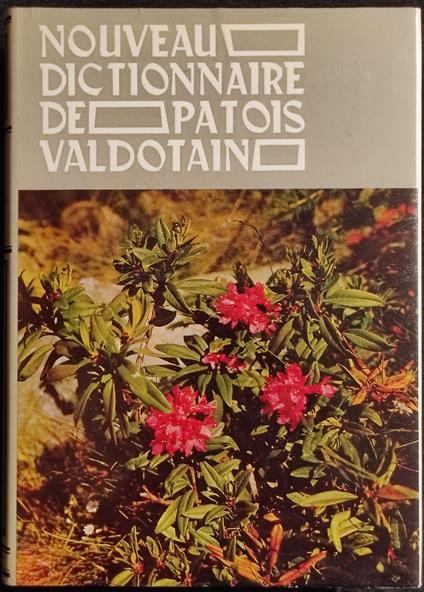 NOUVEAU
DICTIONNAIRE
DE PATOIS
VALDOTAIN